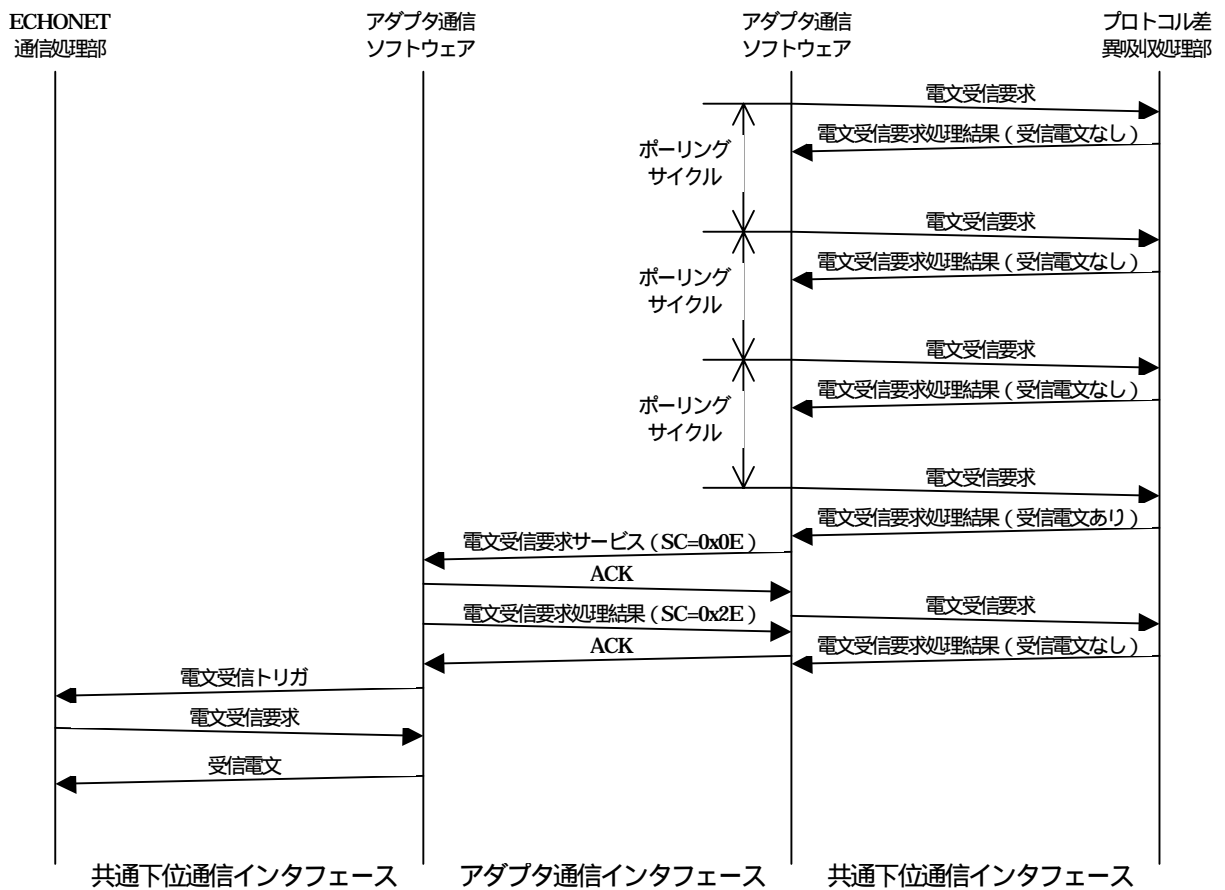 ECHONET
通信処理部
アダプタ通信
ソフトウェア
アダプタ通信
ソフトウェア
プロトコル差
異吸収処理部
電文受信要求
電文受信要求処理結果（受信電文なし）
ポーリング
サイクル
電文受信要求
電文受信要求処理結果（受信電文なし）
ポーリング
サイクル
電文受信要求
電文受信要求処理結果（受信電文なし）
ポーリング
サイクル
電文受信要求
電文受信要求処理結果（受信電文あり）
電文受信要求サービス（SC=0x0E）
ACK
電文受信要求処理結果（SC=0x2E）
電文受信要求
ACK
電文受信要求処理結果（受信電文なし）
電文受信トリガ
電文受信要求
受信電文
共通下位通信インタフェース
アダプタ通信インタフェース
共通下位通信インタフェース